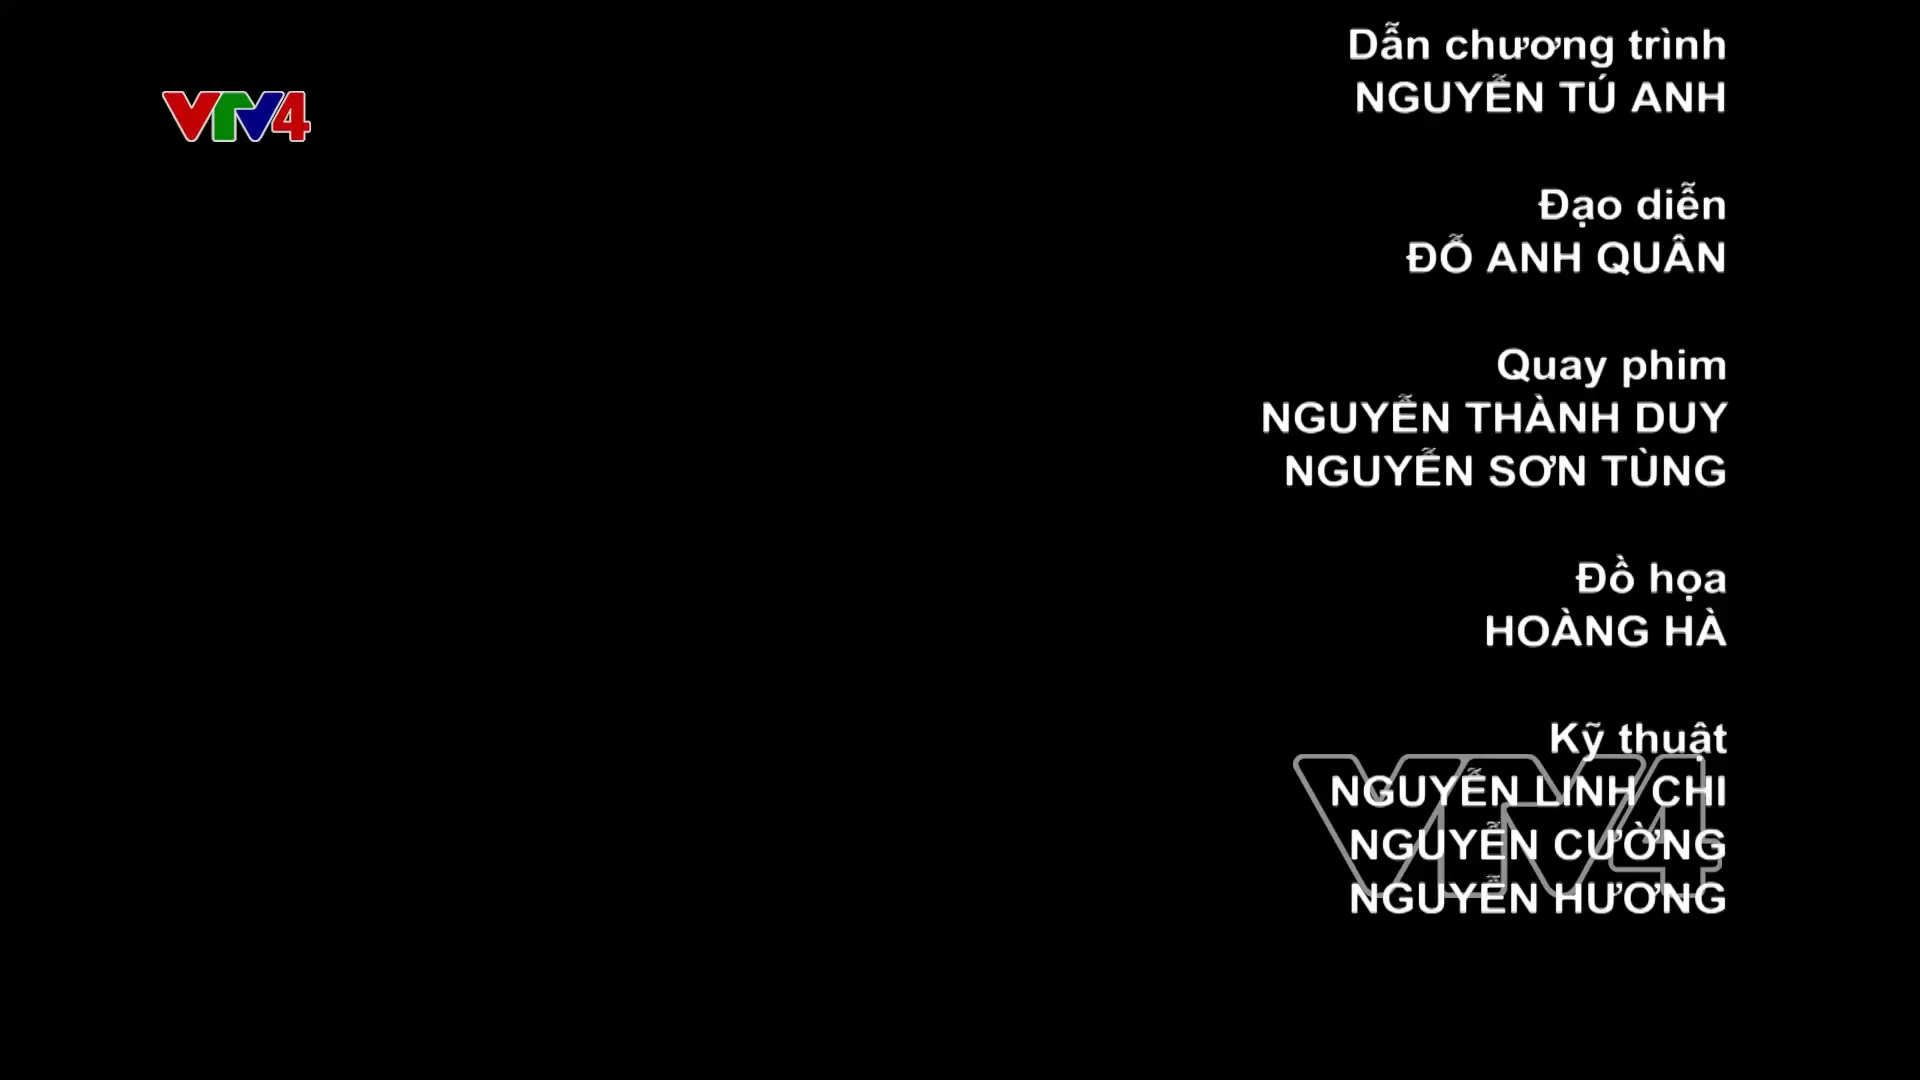 VTV4
Dẫn chương trình
NGUYỄN TÚ ANH
Đạo diễn
ĐỖ ANH QUÂN
Quay phim
NGUYỄN THÀNH DUY
NGUYỄN SƠN TÙNG
Đồ họa
HOÀNG HÀ
Kỹ thuật
NGUYỄN LINH CHI
NGUYỄN CƯỜNG
NGUYỄN HƯƠNG
VTV4